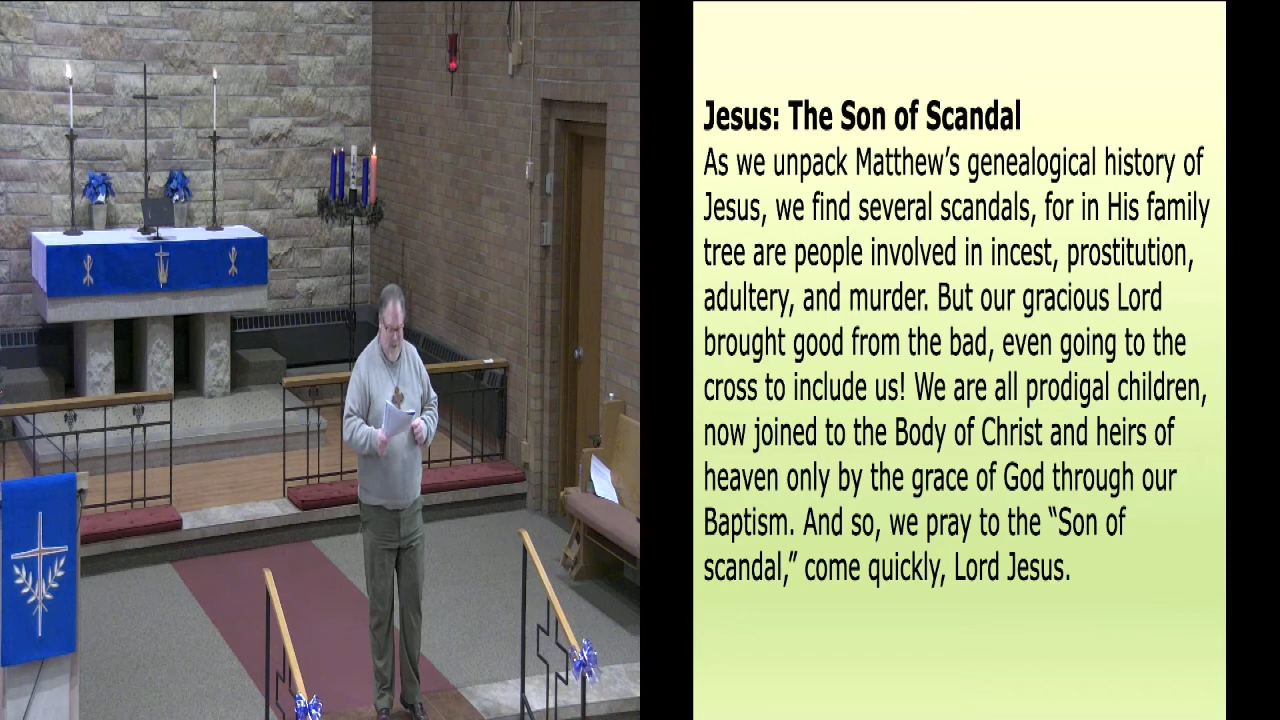 Jesus: The Son of Scandal
As we unpack Matthew’s genealogical history of
Jesus, we find several scandals, for in His family
tree are people involved in incest, prostitution,
adultery, and murder. But our gracious Lord
brought good from the bad, even going to the
cross to include us! We are all prodigal children,
now joined to the Body of Christ and heirs of
heaven only by the grace of God through our
Baptism. And so, we pray to the “Son of
scandal,” come quickly, Lord Jesus.